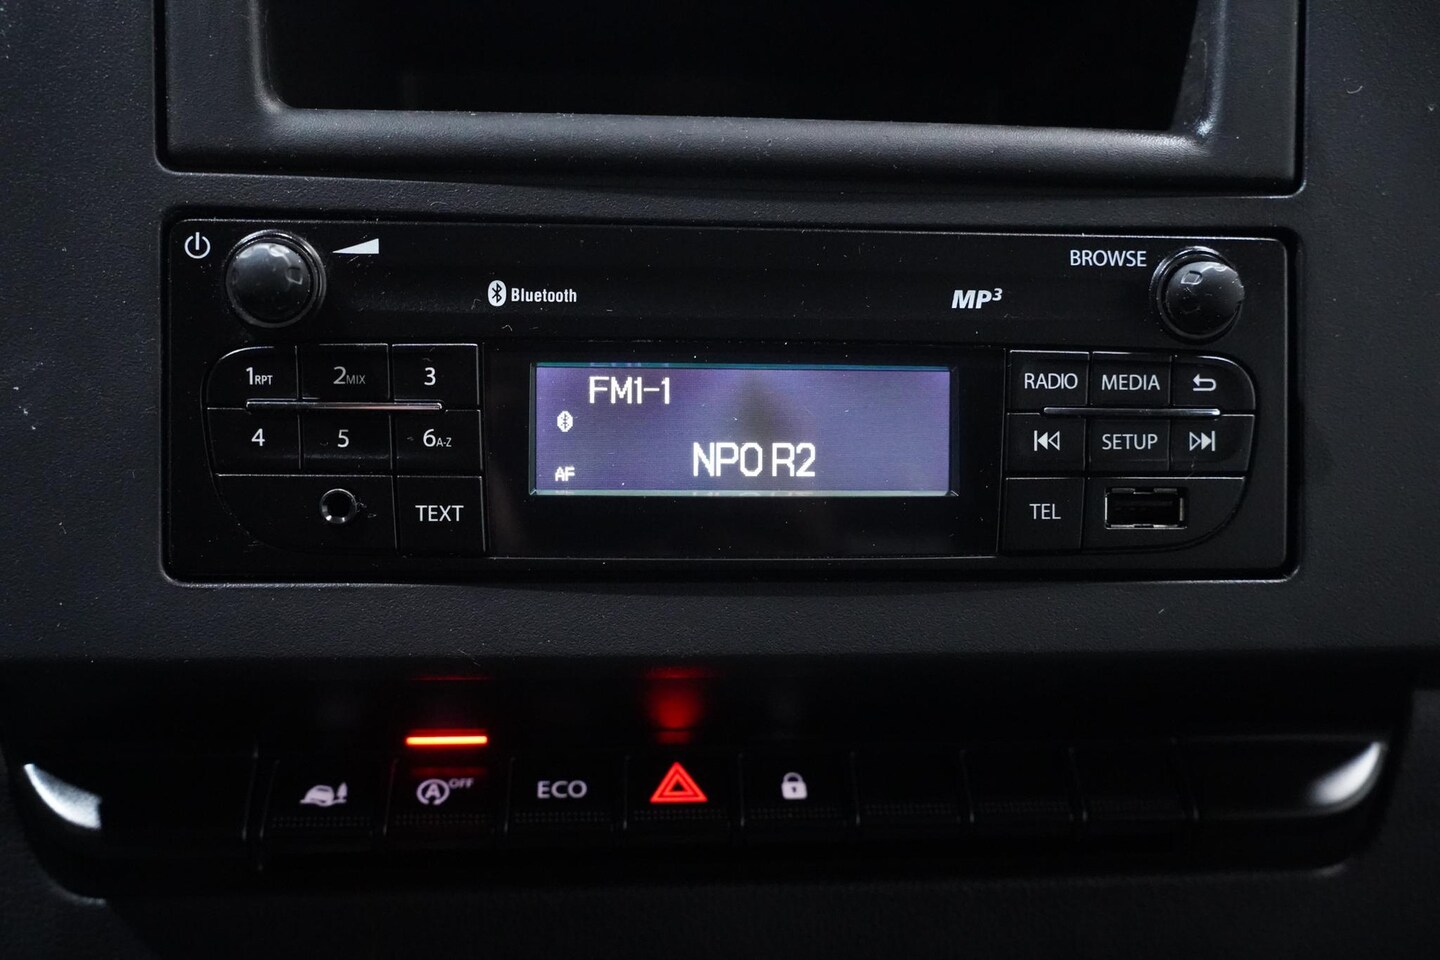 BROWSE
Bluetooth
MP3
1RPT 2MIX 3
4 5 6A-Z
TEXT
FM1-1
AF
NPO R2
RADIO MEDIA
SETUP
TEL
A OFF
ECO